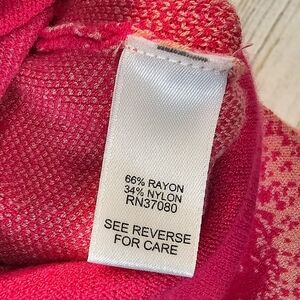 66% RAYON
34% NYLON
RN37080
SEE REVERSE
FOR CARE